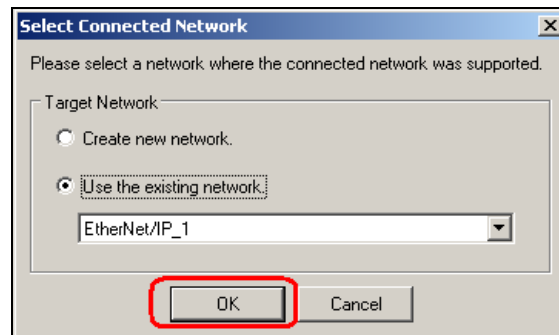 Select Connected Network
Please select a network where the connected network was supported.
Target Network
Create new network.
Use the existing network.
EtherNet/IP_1
OK
Cancel